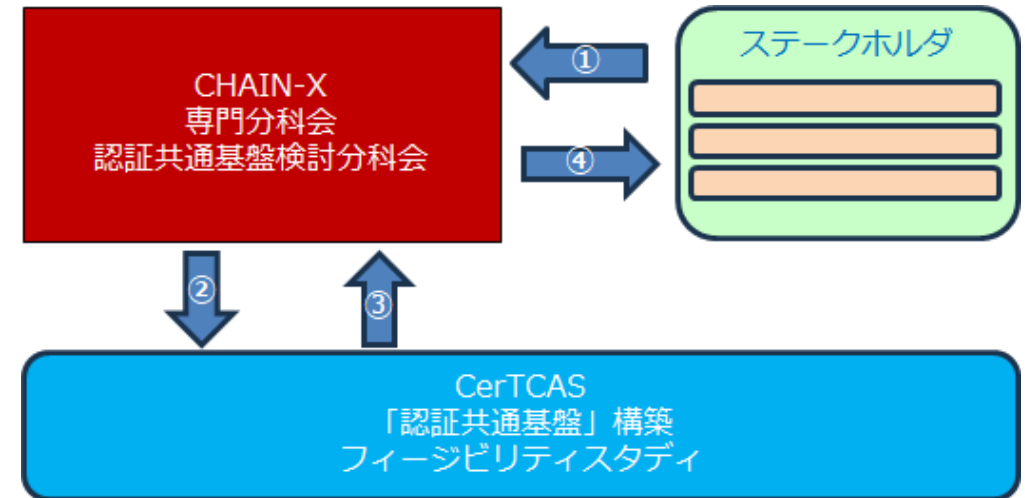 CHAIN-X
専門分科会
認証共通基盤検討分科会
①
ステークホルダ
④
②
③
CerTCAS
「認証共通基盤」構築
フィージビリティスタディ